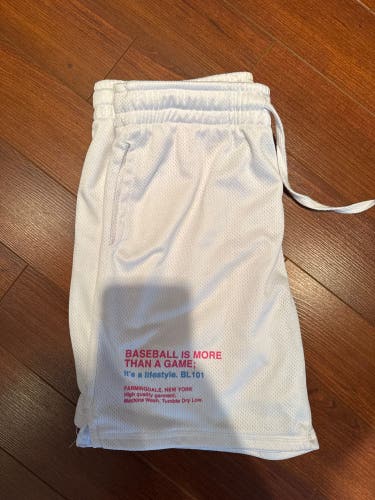 BASEBALL IS MORE
THAN A GAME;
It's a lifestyle. BL101
FARMINGDALE, NEW YORK
High quality garment.
Machine Wash, Tumble Dry Low.